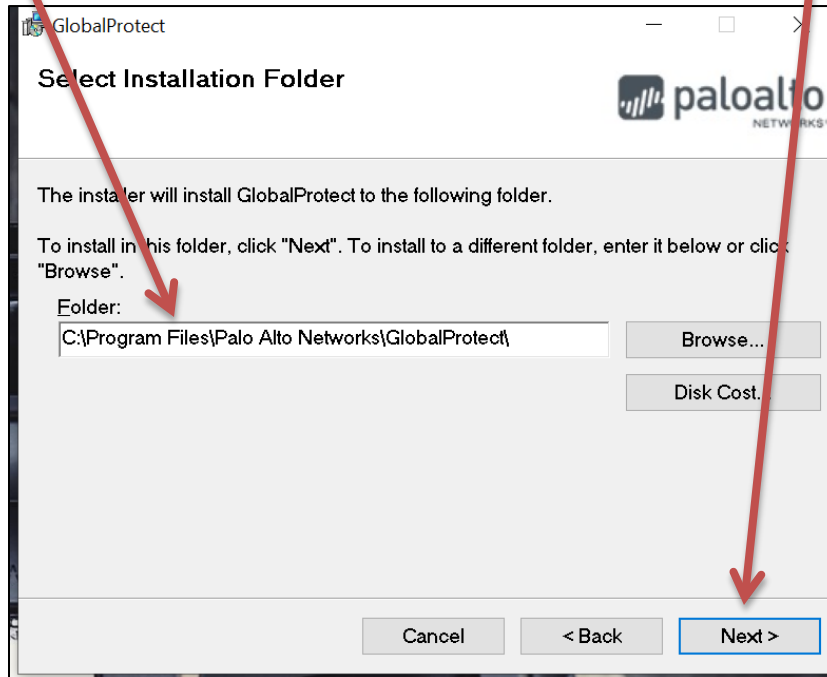 GlobalProtect
Select Installation Folder
paloalto
NETWORKS
The installer will install GlobalProtect to the following folder.
To install in this folder, click "Next". To install to a different folder, enter it below or click
"Browse".
Folder:
C:\Program Files\Palo Alto Networks\GlobalProtect\
Browse...
Disk Cost...
Cancel
< Back
Next >